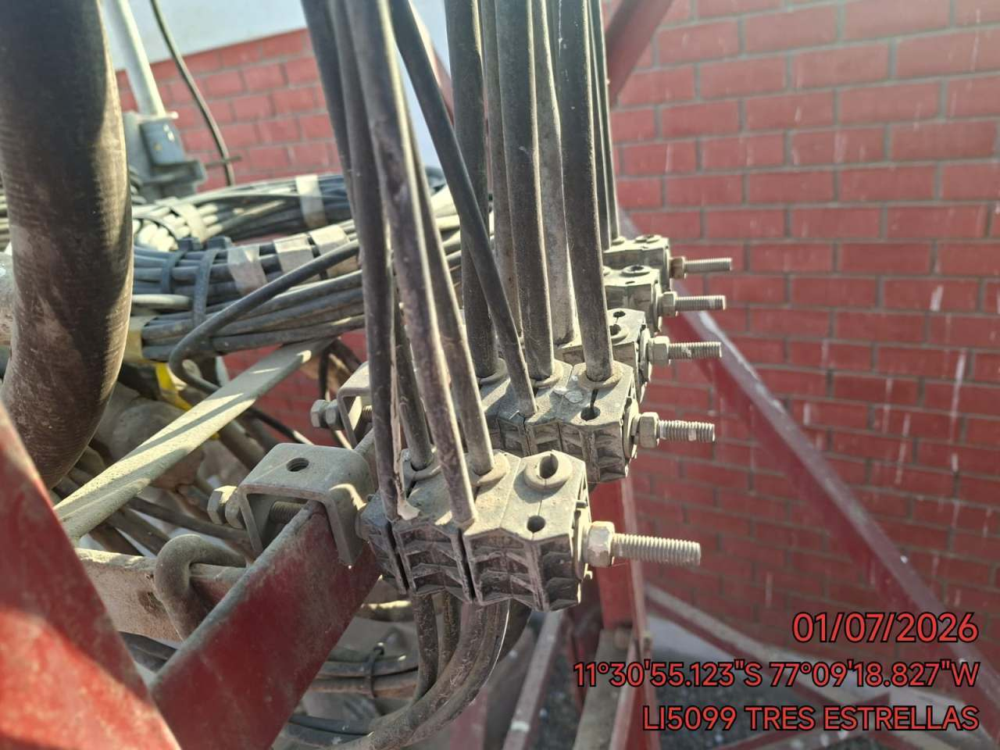 01/07/2026
11°30'55.123"S 77°09'18.827"W
LI5099 TRES ESTRELLAS